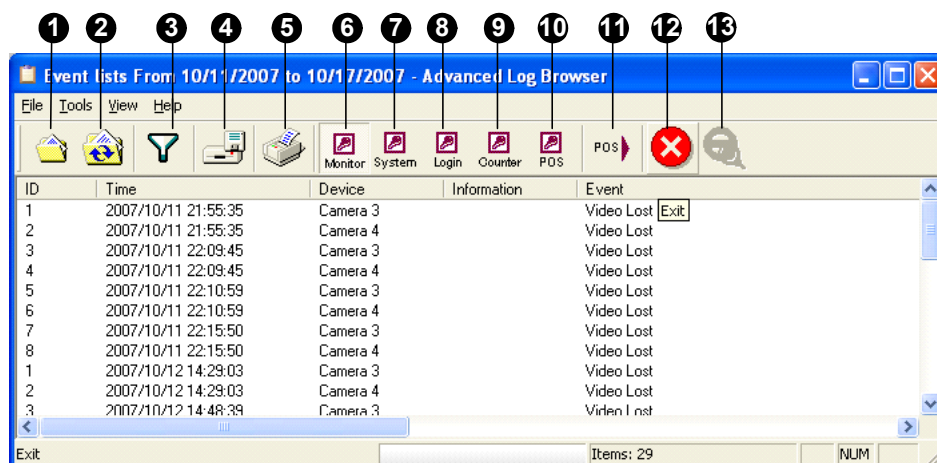 1 2 3 4 5 6 7 8 9 10 11 12 13
Event lists From 10/11/2007 to 10/17/2007 - Advanced Log Browser
File Tools View Help
Monitor System Login Counter POS POS
ID Time Device Information Event
1 2007/10/11 21:55:35 Camera 3 Video Lost Exit
2 2007/10/11 21:55:35 Camera 4 Video Lost
3 2007/10/11 22:09:45 Camera 3 Video Lost
4 2007/10/11 22:09:45 Camera 4 Video Lost
5 2007/10/11 22:10:59 Camera 3 Video Lost
6 2007/10/11 22:10:59 Camera 4 Video Lost
7 2007/10/11 22:15:50 Camera 3 Video Lost
8 2007/10/11 22:15:50 Camera 4 Video Lost
1 2007/10/12 14:29:03 Camera 3 Video Lost
2 2007/10/12 14:29:03 Camera 4 Video Lost
3 2007/10/12 14:48:39 Camera 3 Video Lost
Exit Items: 29 NUM